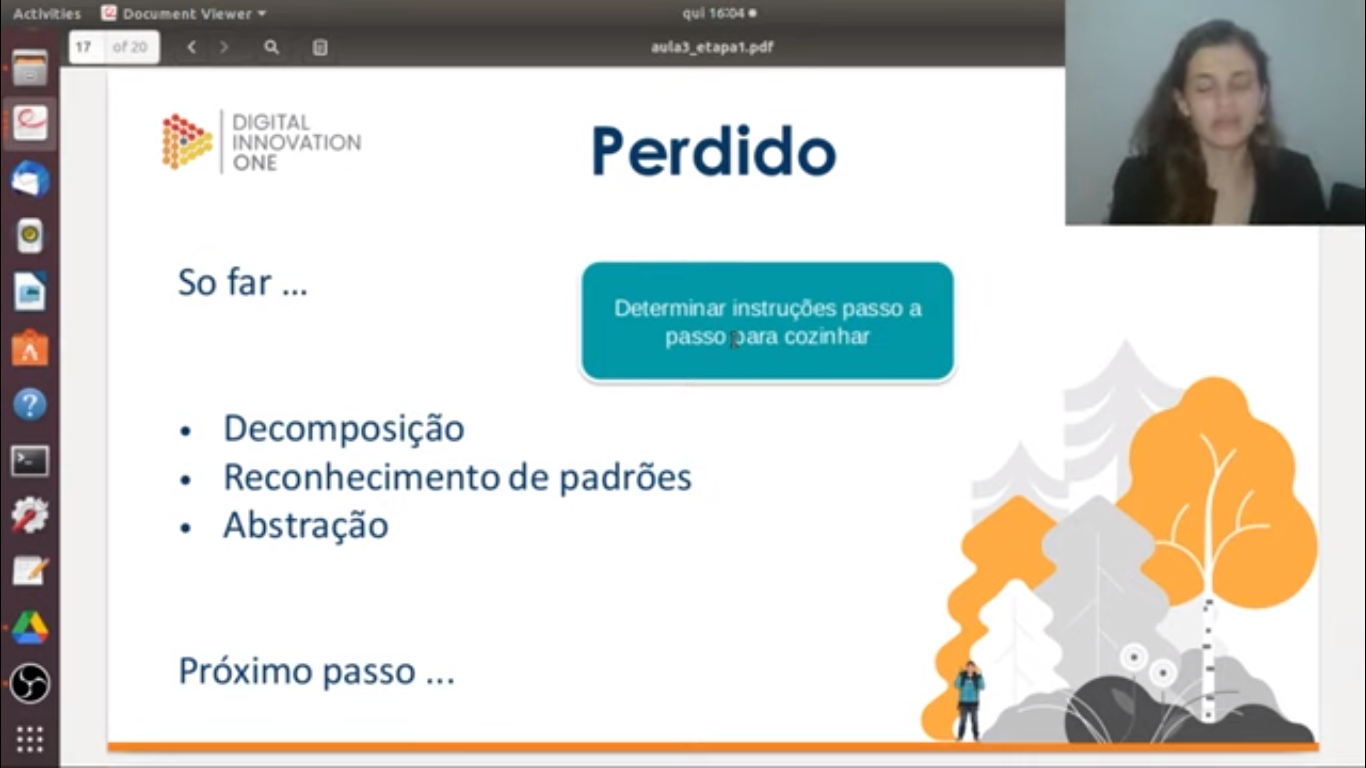 Activities
Document Viewer
qui 16:04
17
of 20
aula3_etapa1.pdf
DIGITAL
INNOVATION
ONE
Perdido
So far ...
Determinar instruções passo a
passo para cozinhar
• Decomposição
• Reconhecimento de padrões
• Abstração
Próximo passo ...